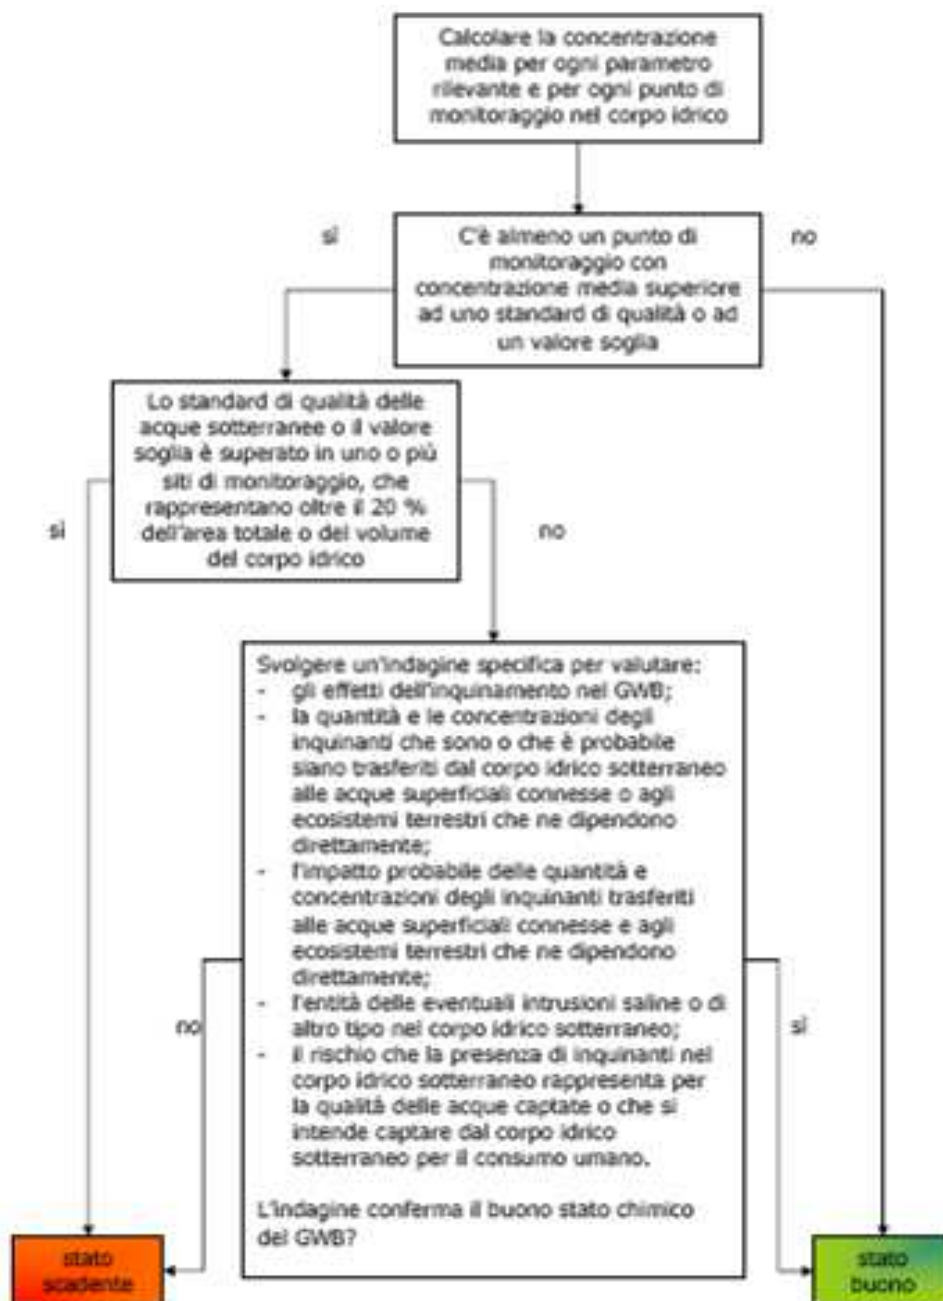 Calcolare la concentrazione
media per ogni parametro
rilevante e per ogni punto di
monitoraggio nel corpo idrico
sì
C'è almeno un punto di
monitoraggio con
concentrazione media superiore
ad uno standard di qualità o ad
un valore soglia
no
Lo standard di qualità delle
acque sotterranee o il valore
soglia è superato in uno o più
siti di monitoraggio, che
rappresentano oltre il 20 %
dell'area totale o del volume
del corpo idrico
sì
no
Svolgere un'indagine specifica per valutare:
- gli effetti dell'inquinamento nel GWB;
- la quantità e le concentrazioni degli
inquinanti che sono o che è probabile
siano trasferiti dal corpo idrico sotterraneo
alle acque superficiali connesse o agli
ecosistemi terrestri che ne dipendono
direttamente;
- l'impatto probabile delle quantità e
concentrazioni degli inquinanti trasferiti
alle acque superficiali connesse e agli
ecosistemi terrestri che ne dipendono
direttamente;
- l'entità delle eventuali intrusioni saline o di
altro tipo nel corpo idrico sotterraneo;
- il rischio che la presenza di inquinanti nel
corpo idrico sotterraneo rappresenta per
la qualità delle acque captate o che si
intende captare dal corpo idrico
sotterraneo per il consumo umano.
L'indagine conferma il buono stato chimico
del GWB?
no
sì
stato
scadente
stato
buono